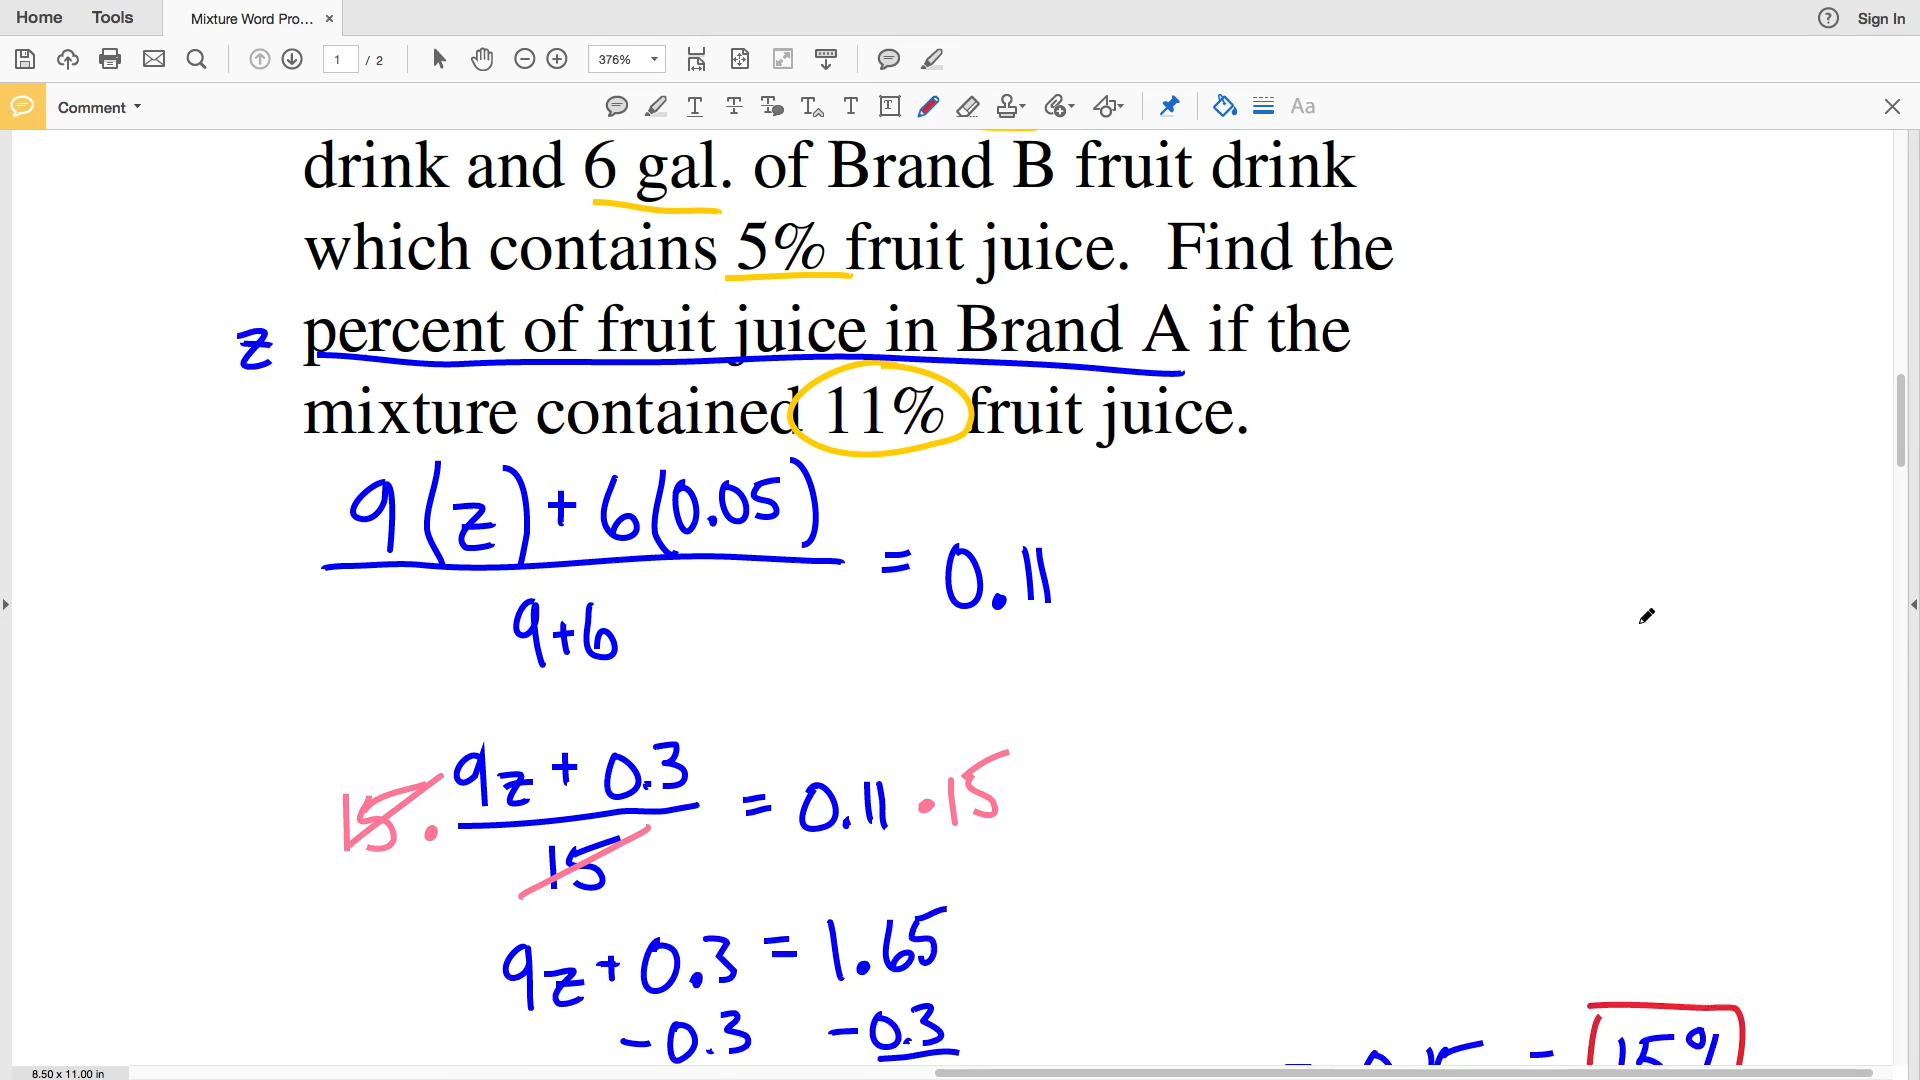 Home Tools Mixture Word Pro... × ? Sign In
1 / 2 376%
Comment T T T T T T Aa
drink and 6 gal. of Brand B fruit drink
which contains 5% fruit juice. Find the
z percent of fruit juice in Brand A if the
mixture contained 11% fruit juice.
9(z) + 6(0.05)
= 0.11
9+6
15 · 9z + 0.3 = 0.11 · 15
15
9z + 0.3 = 1.65
-0.3 -0.3
= 15%
8.50 x 11.00 in